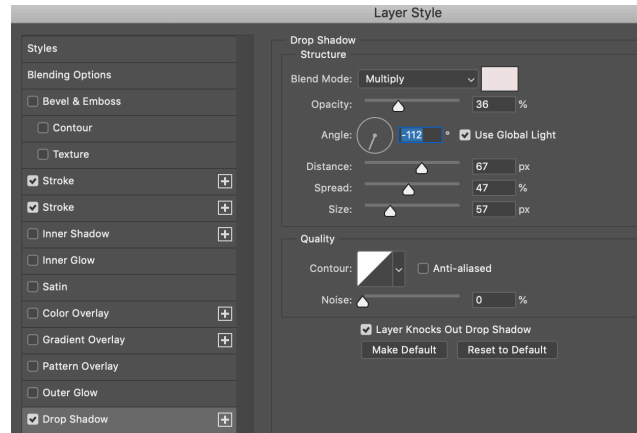 Layer Style
Styles
Blending Options
Bevel & Emboss
Contour
Texture
Stroke
Stroke
Inner Shadow
Inner Glow
Satin
Color Overlay
Gradient Overlay
Pattern Overlay
Outer Glow
Drop Shadow
Drop Shadow
Structure
Blend Mode: Multiply
Opacity: 36 %
Angle: -112 ° Use Global Light
Distance: 67 px
Spread: 47 %
Size: 57 px
Quality
Contour: Anti-aliased
Noise: 0 %
Layer Knocks Out Drop Shadow
Make Default Reset to Default